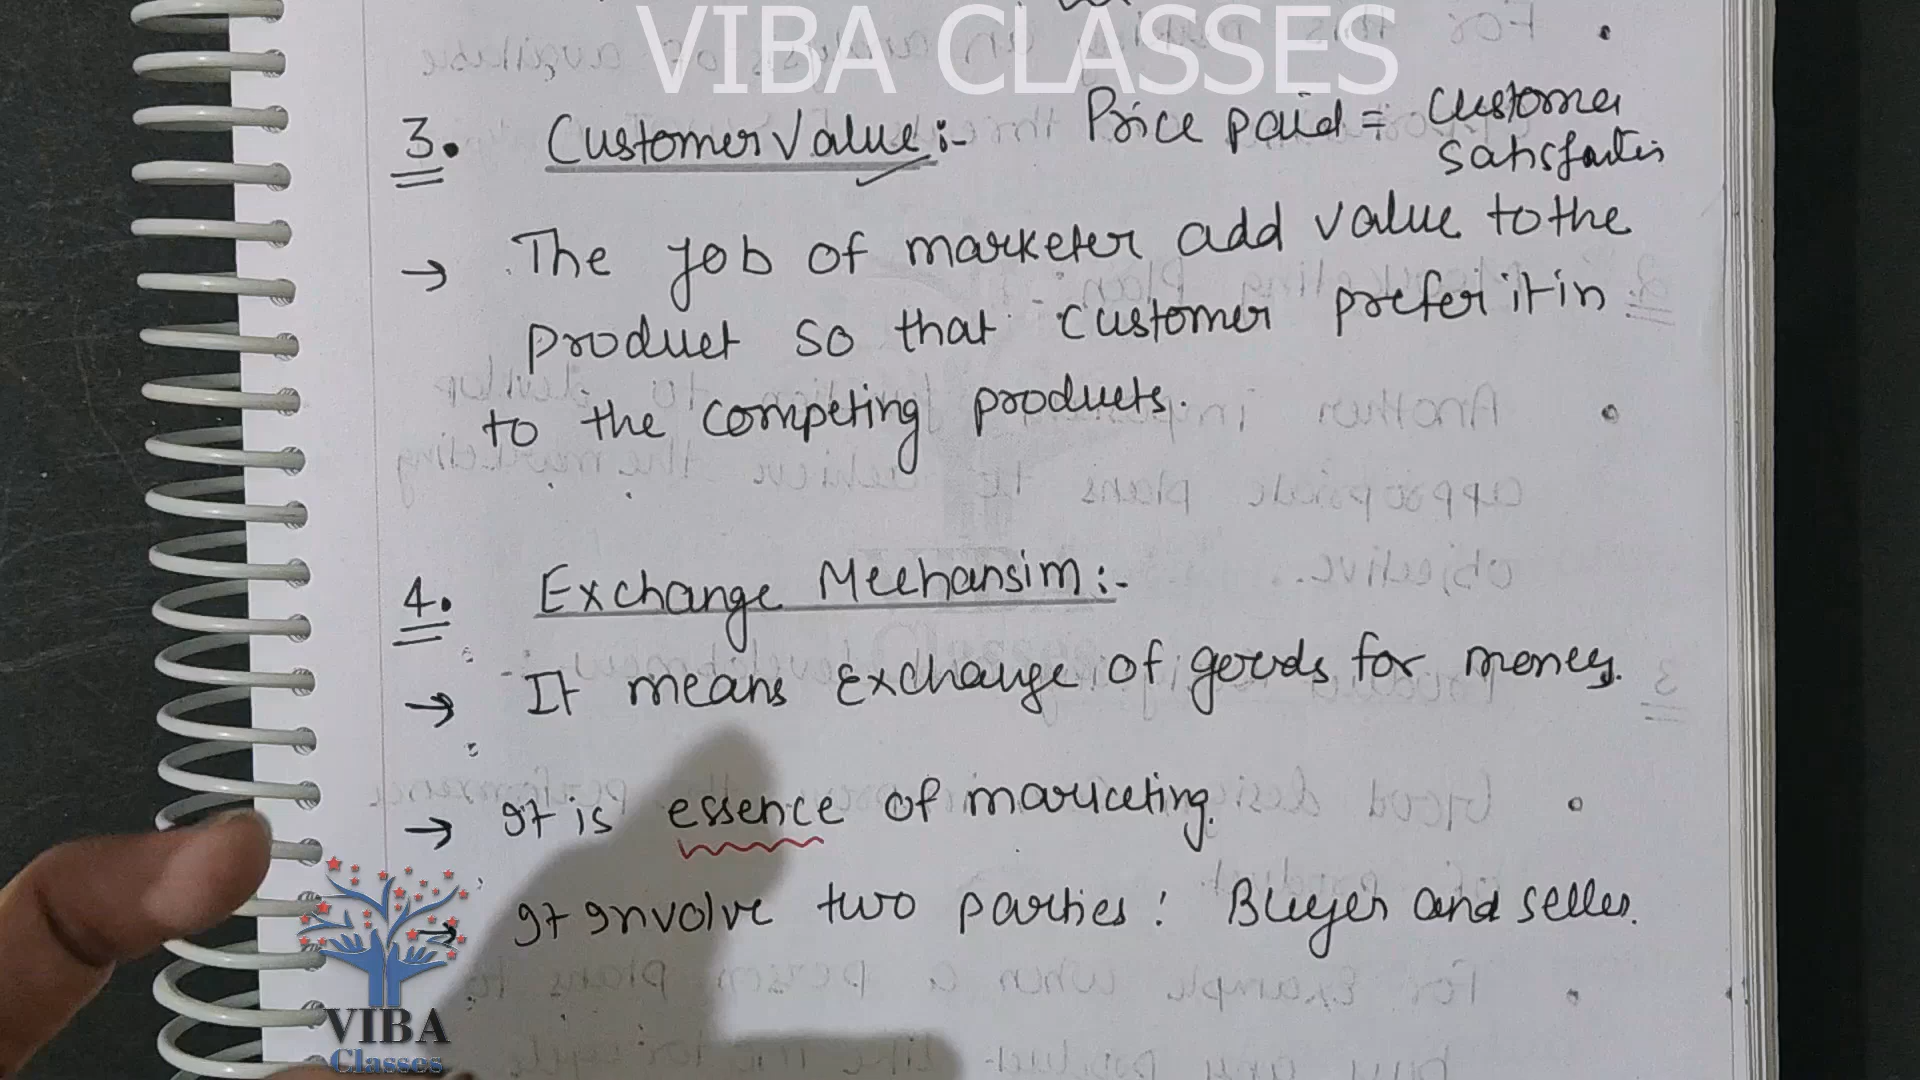 VIBA CLASSES
3. Customer Value :- Price paid = Customer
satisfaction
→ The job of marketer add value to the
product so that customer prefer it in
to the competing products.
4. Exchange Mechansim :-
→ It means exchange of goods for money.
→ It is essence of marketing.
→ It Involve two parties : Buyer and seller.
VIBA
Classes